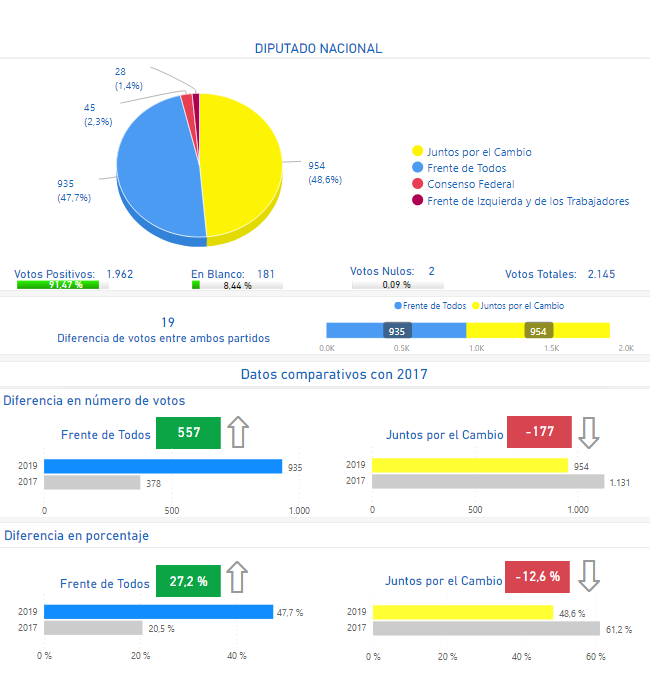 DIPUTADO NACIONAL
28
(1,4%)
45
(2,3%)
935
(47,7%)
954
(48,6%)
Juntos por el Cambio
Frente de Todos
Consenso Federal
Frente de Izquierda y de los Trabajadores
Votos Positivos: 1.962
91,47 %
En Blanco: 181
8,44 %
Votos Nulos: 2
0,09 %
Votos Totales: 2.145
19
Diferencia de votos entre ambos partidos
Frente de Todos Juntos por el Cambio
935 954
0.0K 0.5K 1.0K 1.5K 2.0K
Datos comparativos con 2017
Diferencia en número de votos
Frente de Todos 557
2019 935
2017 378
0 500 1.000
Juntos por el Cambio -177
2019 954
2017 1.131
0 500 1.000
Diferencia en porcentaje
Frente de Todos 27,2 %
2019 47,7 %
2017 20,5 %
0 % 20 % 40 %
Juntos por el Cambio -12,6 %
2019 48,6 %
2017 61,2 %
0 % 20 % 40 % 60 %